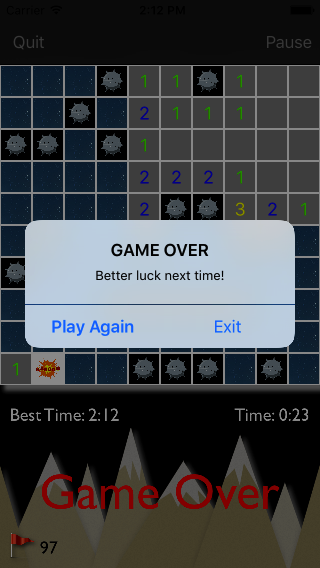 Carrier 2:12 PM
Quit Pause
1 1 1
2 1 1 1
1
2 2 2 1
2 3 2 1
GAME OVER
Better luck next time!
Play Again Exit
1
Best Time: 2:12 Time: 0:23
Game Over
97